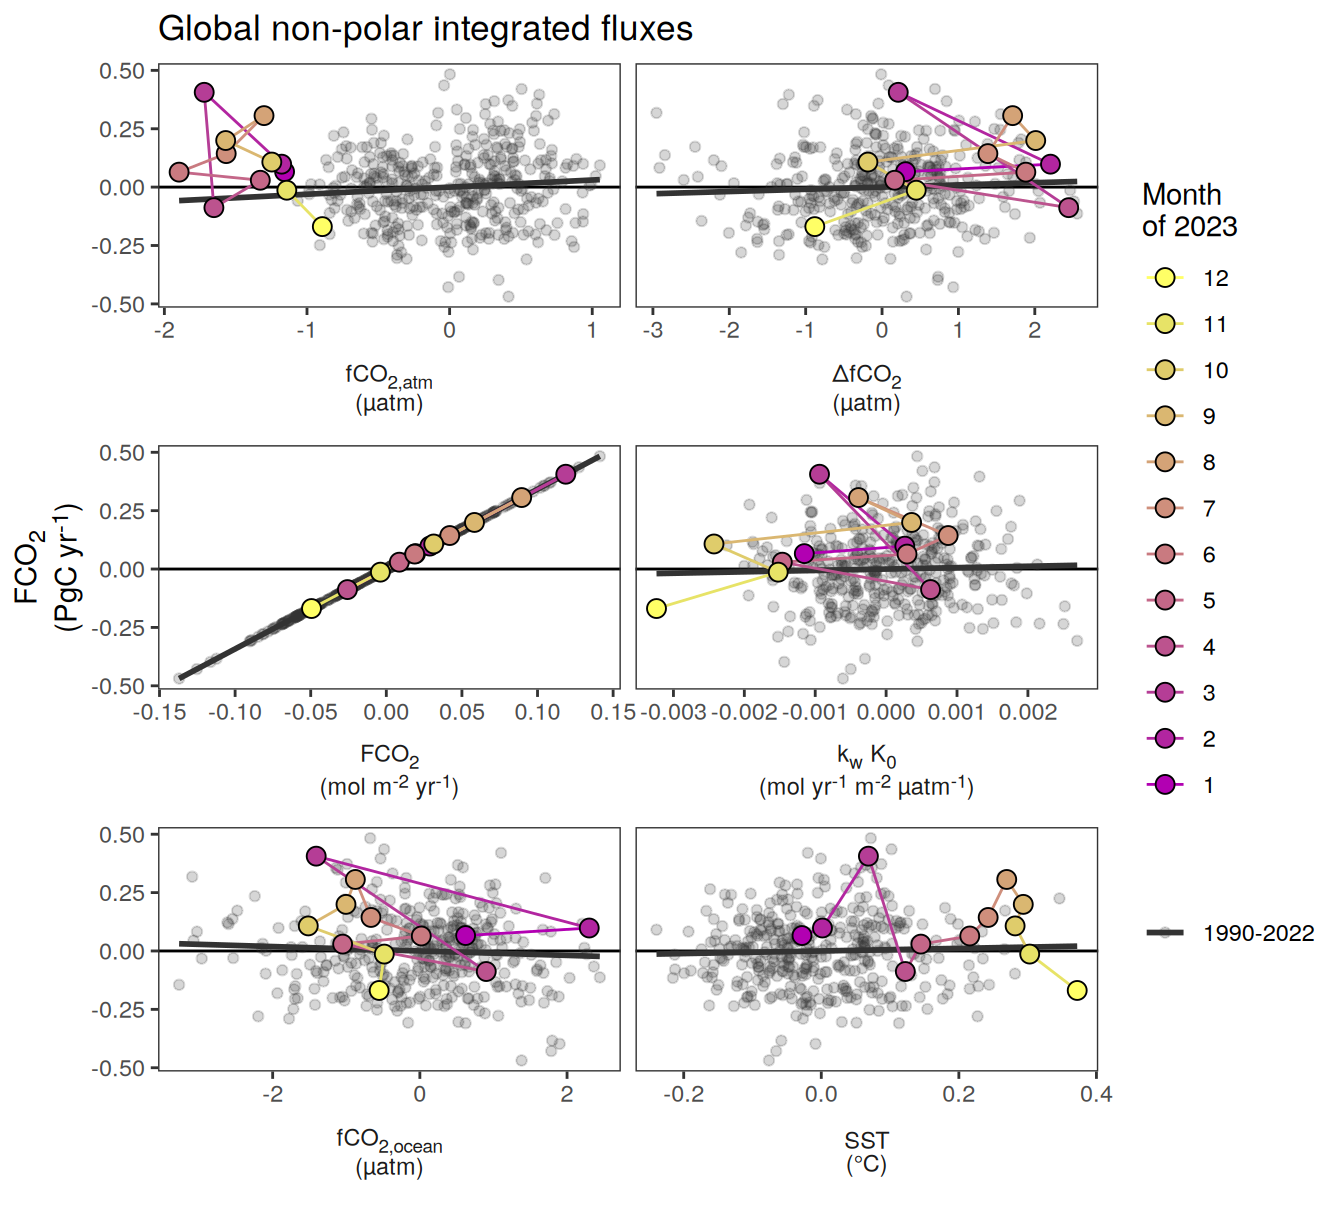 Global non-polar integrated fluxes
0.50
0.25
0.00
-0.25
-0.50
-2 -1 0 1
-3 -2 -1 0 1 2
fCO2,atm
(µatm)
ΔfCO2
(µatm)
0.50
0.25
0.00
-0.25
-0.50
-0.15 -0.10 -0.05 0.00 0.05 0.10 0.15
-0.003 -0.002 -0.001 0.000 0.001 0.002
FCO2
(mol m-2 yr-1)
kw K0
(mol yr-1 m-2 µatm-1)
FCO2
(PgC yr-1)
0.50
0.25
0.00
-0.25
-0.50
-2 0 2
-0.2 0.0 0.2 0.4
fCO2,ocean
(µatm)
SST
(°C)
Month
of 2023
12
11
10
9
8
7
6
5
4
3
2
1
1990-2022